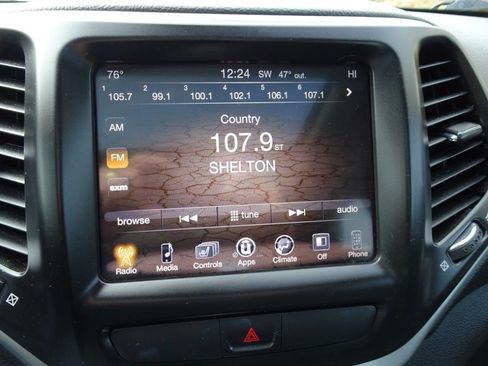 76° 12:24 SW 47° out. HI
1 105.7 2 99.1 3 100.1 4 102.1 5 106.1 6 107.1
Country
AM
107.9 ST
FM
SHELTON
sxm
browse tune audio
Radio Media Controls Apps Climate Off Phone